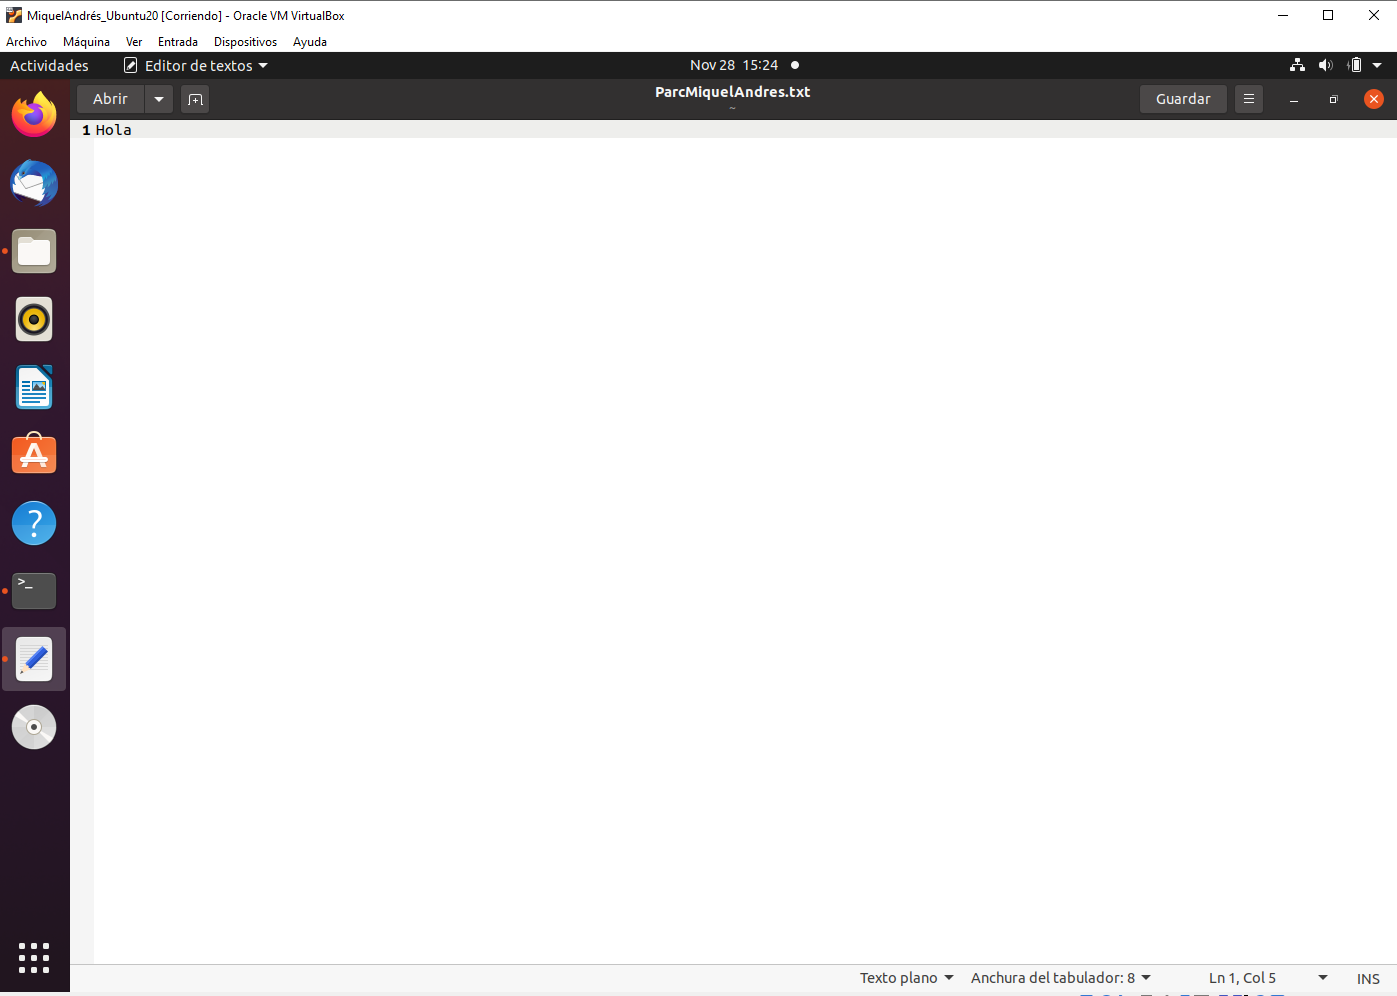 MiquelAndrés_Ubuntu20 [Corriendo] - Oracle VM VirtualBox
Archivo Máquina Ver Entrada Dispositivos Ayuda
Actividades Editor de textos Nov 28 15:24
Abrir ParcMiquelAndres.txt Guardar
~
1 Hola
>_
?
Texto plano Anchura del tabulador: 8 Ln 1, Col 5 INS